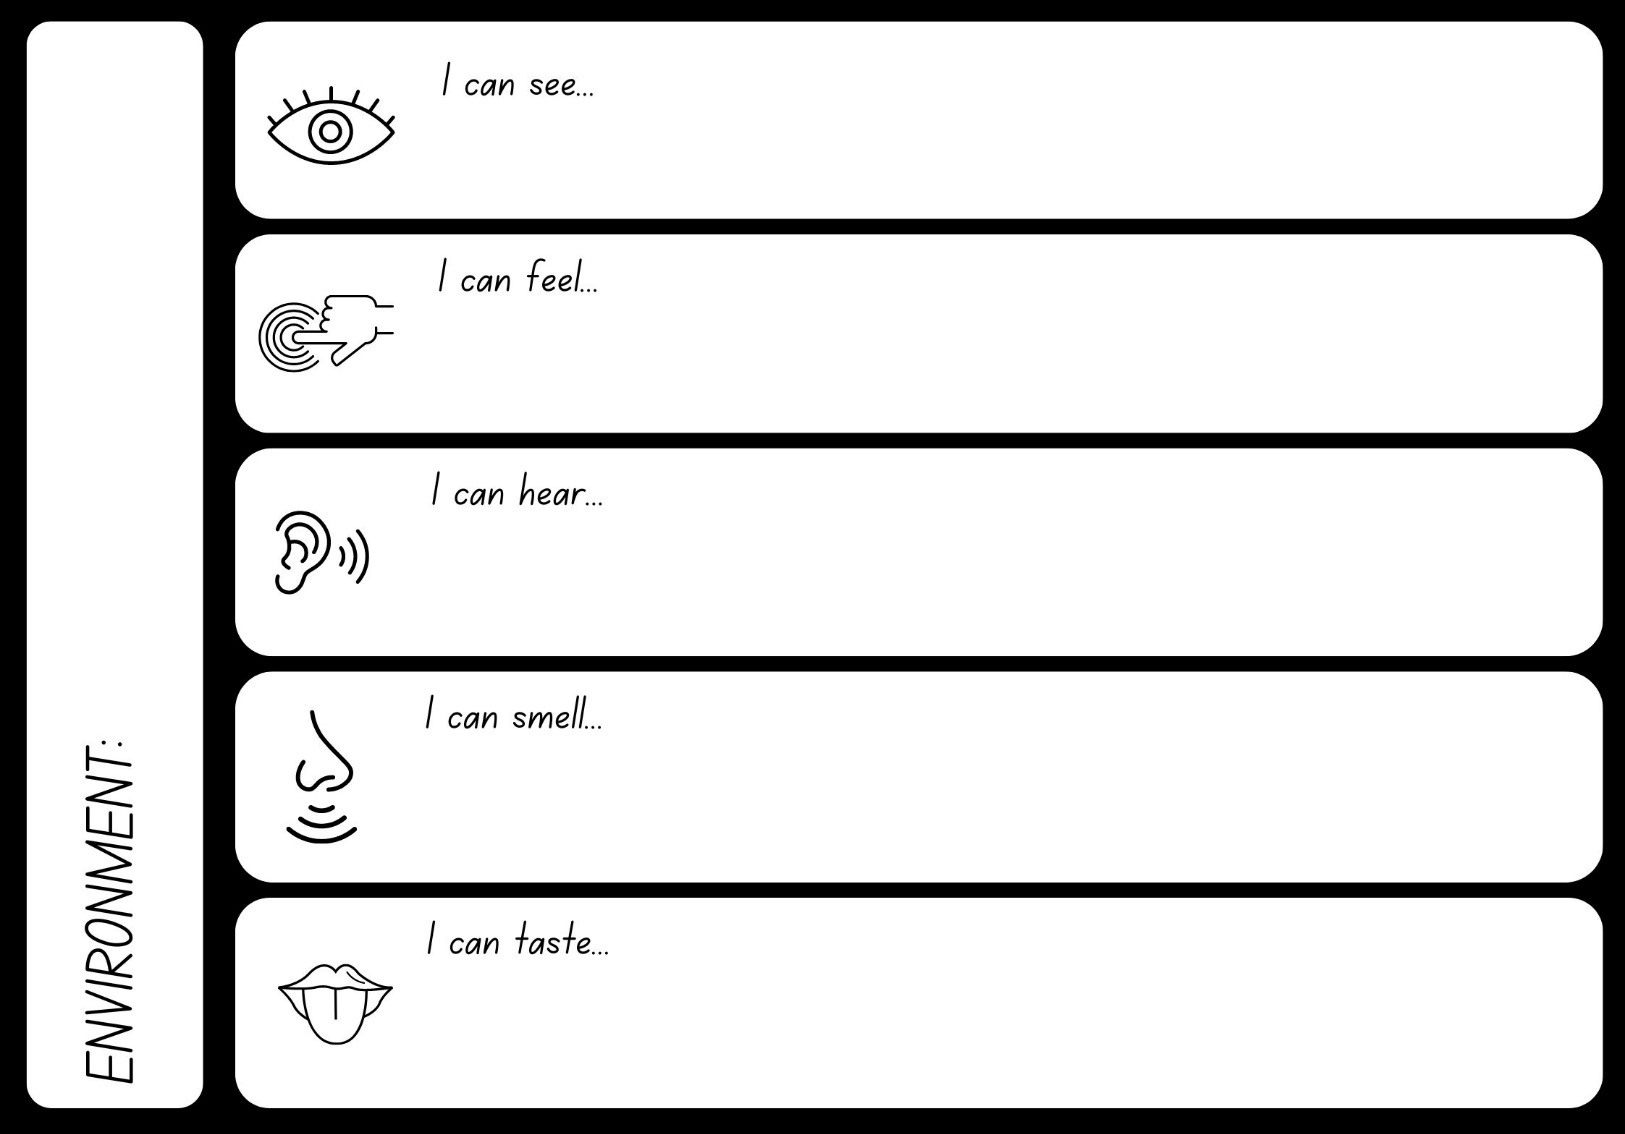 ENVIRONMENT:
I can see...
I can feel...
I can hear...
I can smell...
I can taste...